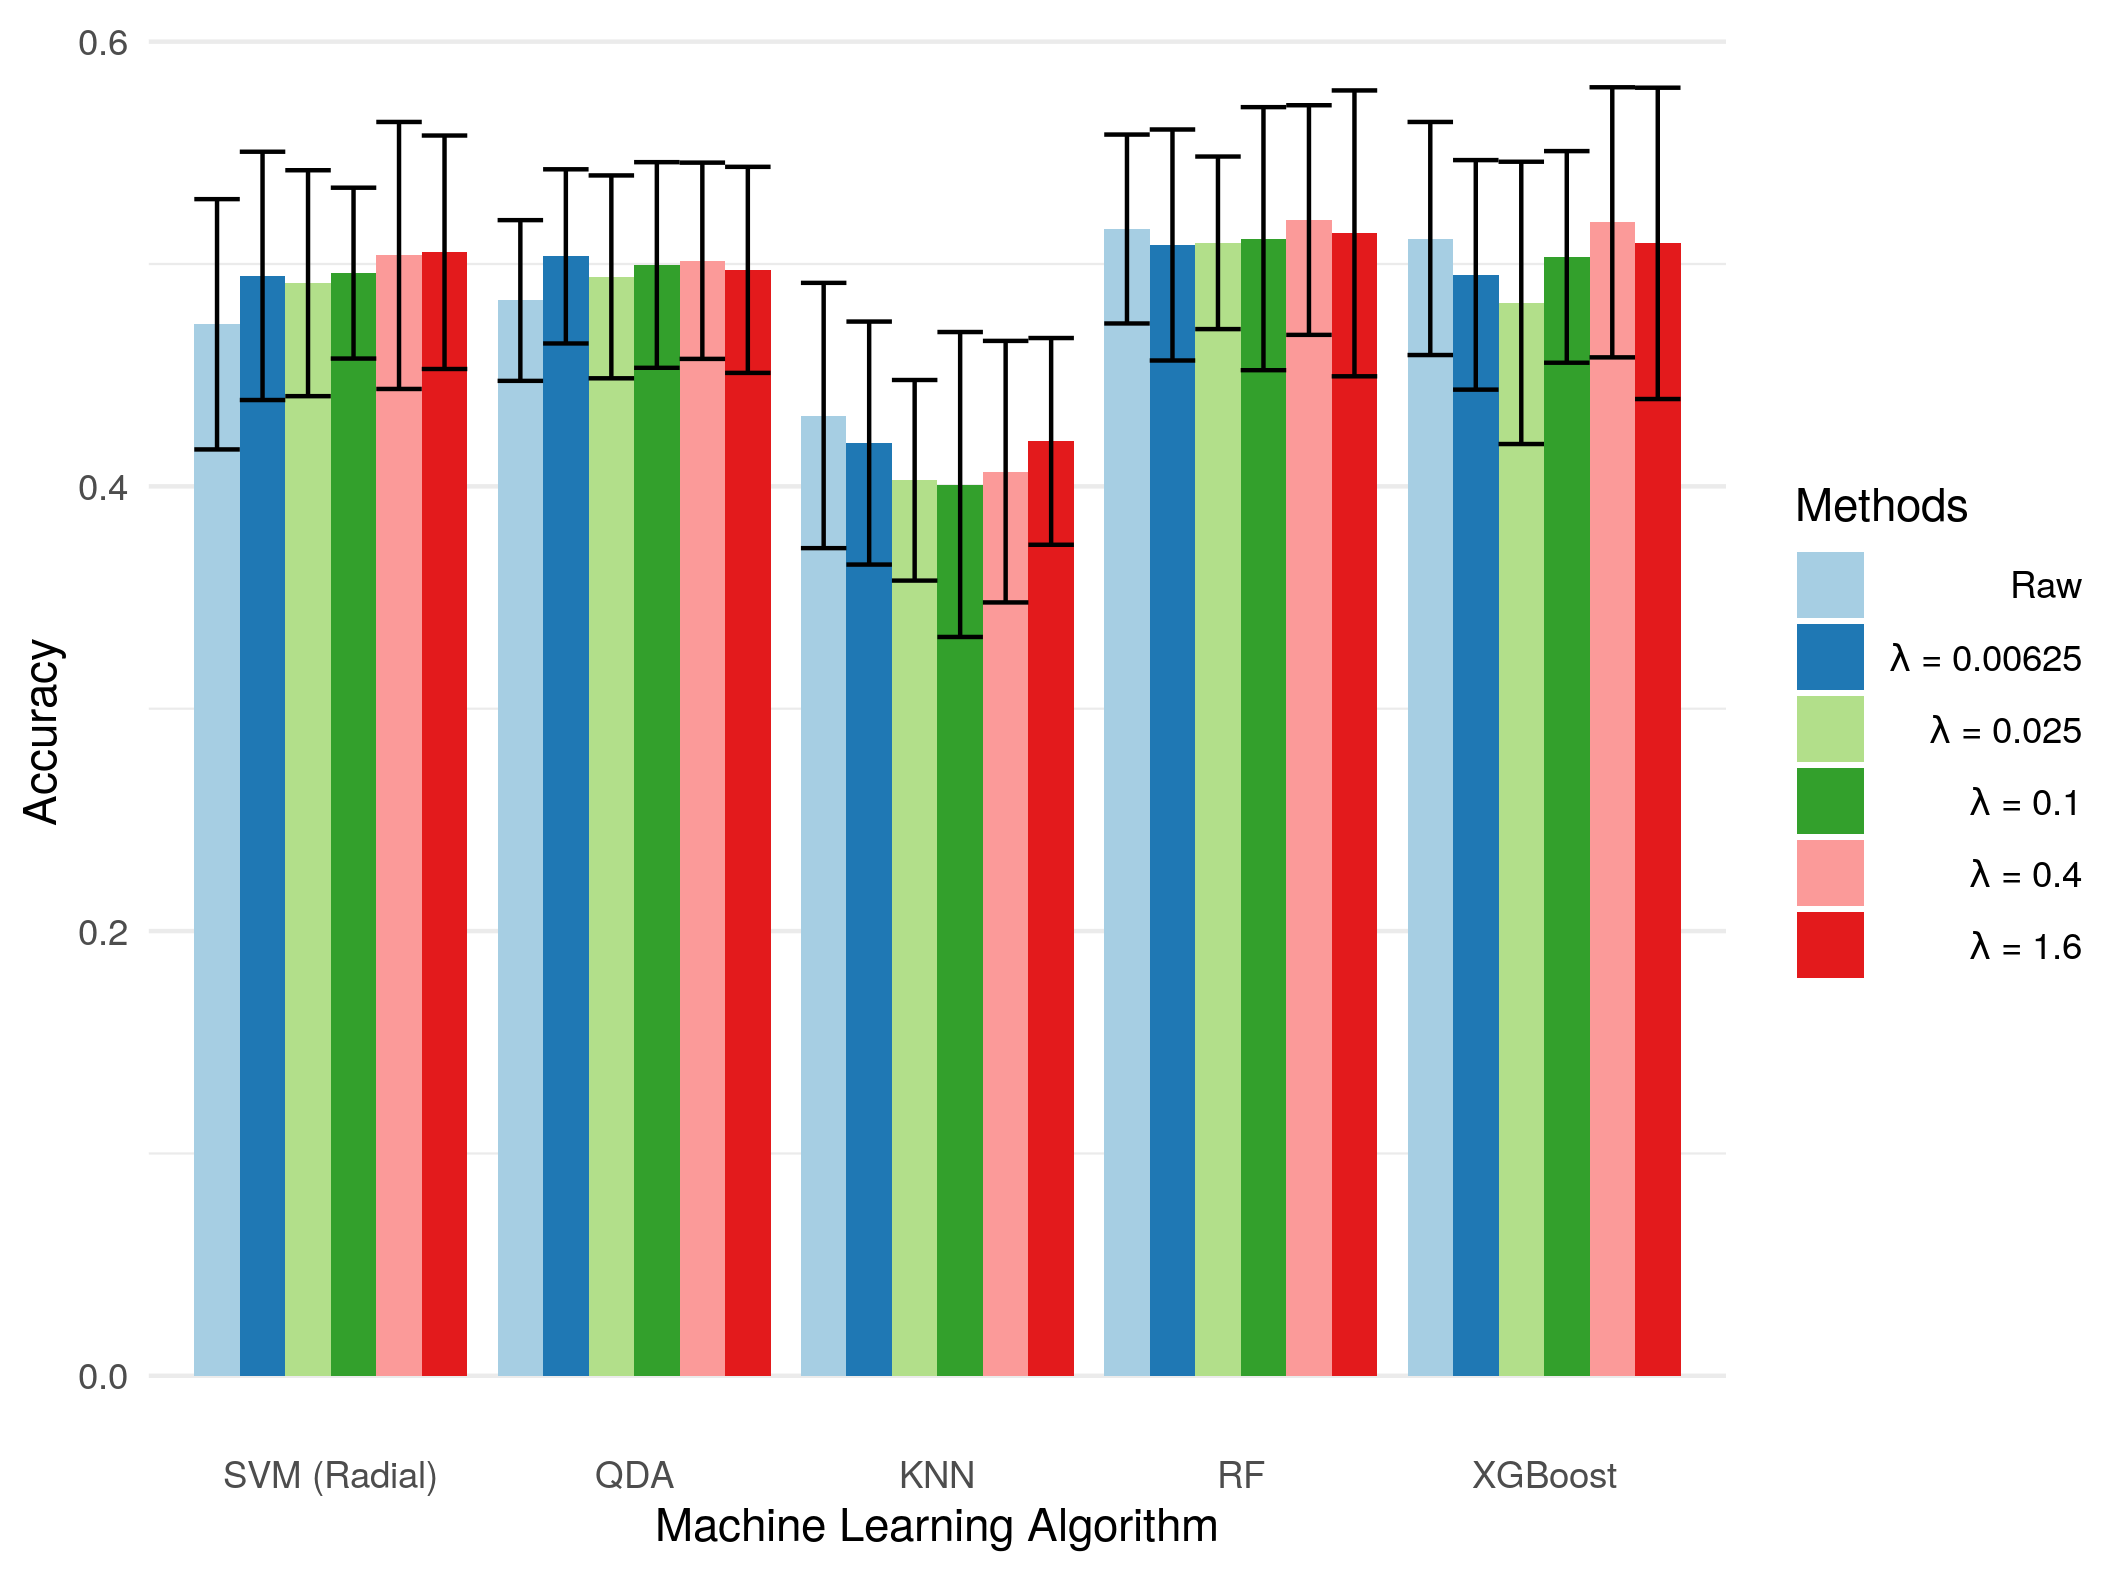 0.6
0.4
0.2
0.0
Accuracy
SVM (Radial)
QDA
KNN
RF
XGBoost
Machine Learning Algorithm
Methods
Raw
λ = 0.00625
λ = 0.025
λ = 0.1
λ = 0.4
λ = 1.6